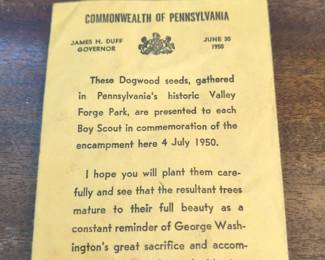 COMMONWEALTH OF PENNSYLVANIA
JAMES H. DUFF
GOVERNOR
JUNE 30
1950
These Dogwood seeds, gathered
in Pennsylvania's historic Valley
Forge Park, are presented to each
Boy Scout in commemoration of the
encampment here 4 July 1950.
I hope you will plant them care-
fully and see that the resultant trees
mature to their full beauty as a
constant reminder of George Wash-
ington's great sacrifice and accom-